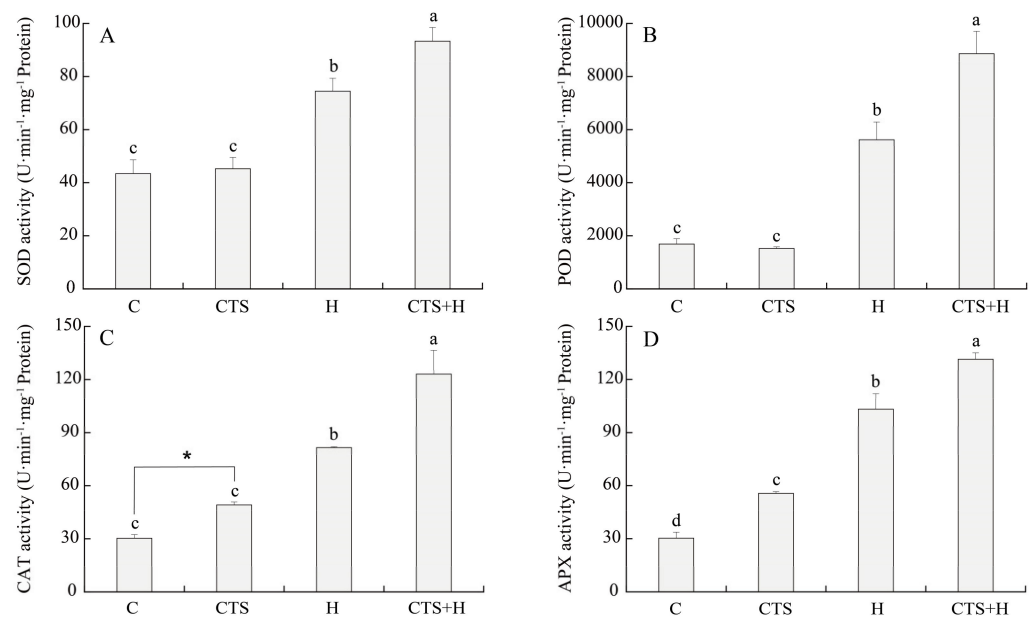 A
SOD activity (U·min⁻¹·mg⁻¹ Protein)
100
80
60
40
20
0
c
c
b
a
C
CTS
H
CTS+H
B
POD activity (U·min⁻¹·mg⁻¹ Protein)
10000
8000
6000
4000
2000
0
c
c
b
a
C
CTS
H
CTS+H
C
CAT activity (U·min⁻¹·mg⁻¹ Protein)
150
120
90
60
30
0
*
c
c
b
a
C
CTS
H
CTS+H
D
APX activity (U·min⁻¹·mg⁻¹ Protein)
150
120
90
60
30
0
d
c
b
a
C
CTS
H
CTS+H